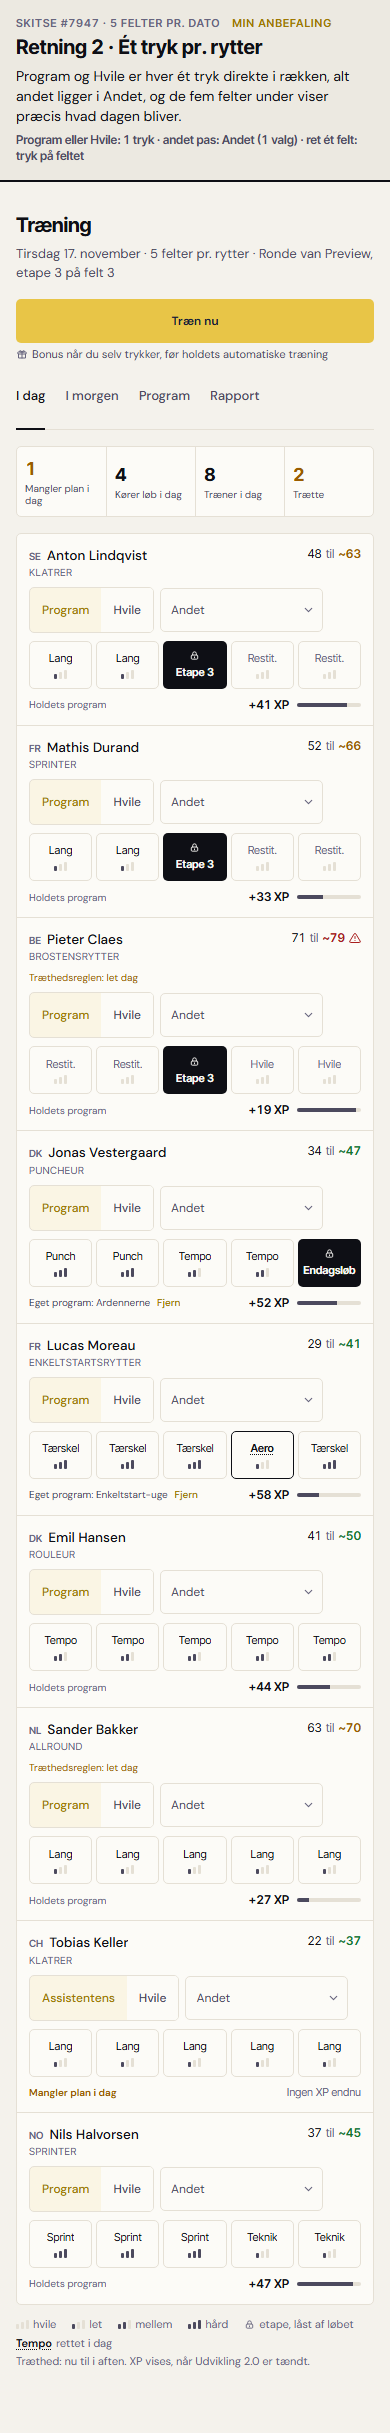 SKITSE #7947 · 5 FELTER PR. DATO MIN ANBEFALING
Retning 2 · Ét tryk pr. rytter
Program og Hvile er hver ét tryk direkte i rækken, alt
andet ligger i Andet, og de fem felter under viser
præcis hvad dagen bliver.
Program eller Hvile: 1 tryk · andet pas: Andet (1 valg) · ret ét felt:
tryk på feltet
Træning
Tirsdag 17. november · 5 felter pr. rytter · Ronde van Preview,
etape 3 på felt 3
Træn nu
Bonus når du selv trykker, før holdets automatiske træning
I dag I morgen Program Rapport
1 4 8 2
Mangler plan i dag Kører løb i dag Træner i dag Trætte
SE Anton Lindqvist 48 til ~63
KLATRER
Program Hvile Andet
Lang Lang Etape 3 Restit. Restit.
Holdets program +41 XP
FR Mathis Durand 52 til ~66
SPRINTER
Program Hvile Andet
Lang Lang Etape 3 Restit. Restit.
Holdets program +33 XP
BE Pieter Claes 71 til ~79
BROSTENSRYTTER
Træthedsreglen: let dag
Program Hvile Andet
Restit. Restit. Etape 3 Hvile Hvile
Holdets program +19 XP
DK Jonas Vestergaard 34 til ~47
PUNCHEUR
Program Hvile Andet
Punch Punch Tempo Tempo Endagsløb
Eget program: Ardennerne Fjern +52 XP
FR Lucas Moreau 29 til ~41
ENKELTSTARTSRYTTER
Program Hvile Andet
Tærskel Tærskel Tærskel Aero Tærskel
Eget program: Enkeltstart-uge Fjern +58 XP
DK Emil Hansen 41 til ~50
ROULEUR
Program Hvile Andet
Tempo Tempo Tempo Tempo Tempo
Holdets program +44 XP
NL Sander Bakker 63 til ~70
ALLROUND
Træthedsreglen: let dag
Program Hvile Andet
Lang Lang Lang Lang Lang
Holdets program +27 XP
CH Tobias Keller 22 til ~37
KLATRER
Assistentens Hvile Andet
Lang Lang Lang Lang Lang
Mangler plan i dag Ingen XP endnu
NO Nils Halvorsen 37 til ~45
SPRINTER
Program Hvile Andet
Sprint Sprint Sprint Teknik Teknik
Holdets program +47 XP
hvile let mellem hård etape, låst af løbet
Tempo rettet i dag
Træthed: nu til i aften. XP vises, når Udvikling 2.0 er tændt.